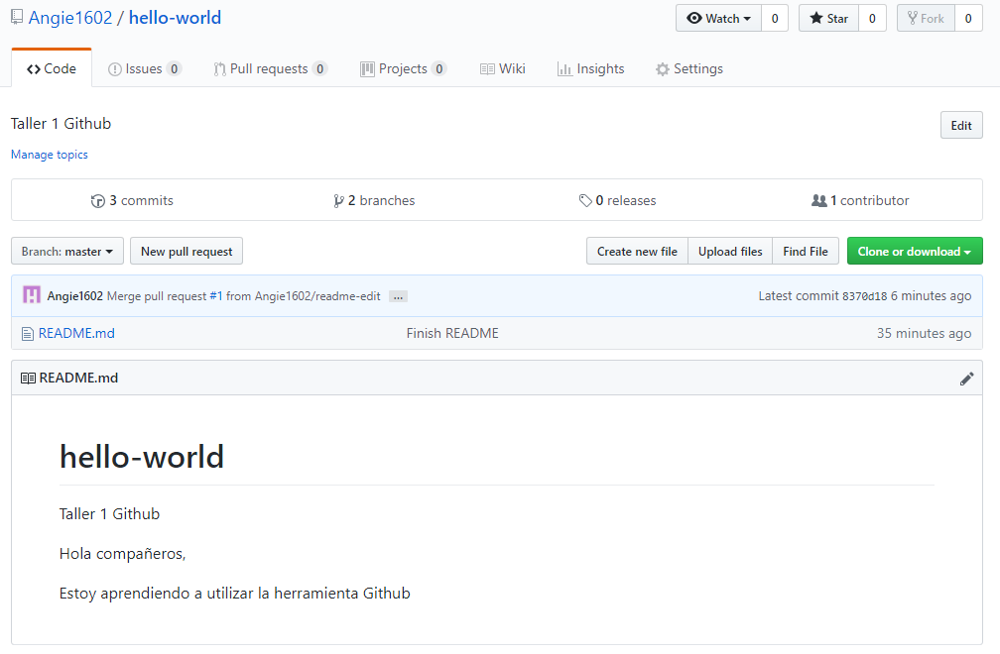 Angie1602 / hello-world Watch 0 Star 0 Fork 0
Code Issues 0 Pull requests 0 Projects 0 Wiki Insights Settings
Taller 1 Github Edit
Manage topics
3 commits 2 branches 0 releases 1 contributor
Branch: master New pull request Create new file Upload files Find File Clone or download
Angie1602 Merge pull request #1 from Angie1602/readme-edit ... Latest commit 8370d18 6 minutes ago
README.md Finish README 35 minutes ago
README.md
hello-world
Taller 1 Github
Hola compañeros,
Estoy aprendiendo a utilizar la herramienta Github